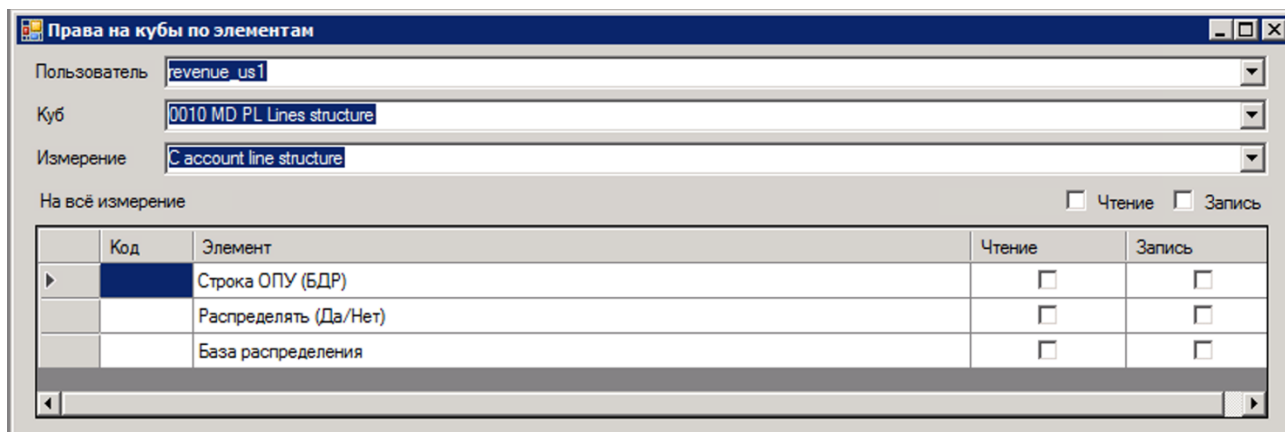 Права на кубы по элементам
Пользователь revenue_us1
Куб 0010 MD PL Lines structure
Измерение C account line structure
На всё измерение Чтение Запись
Код Элемент Чтение Запись
Строка ОПУ (БДР)
Распределять (Да/Нет)
База распределения